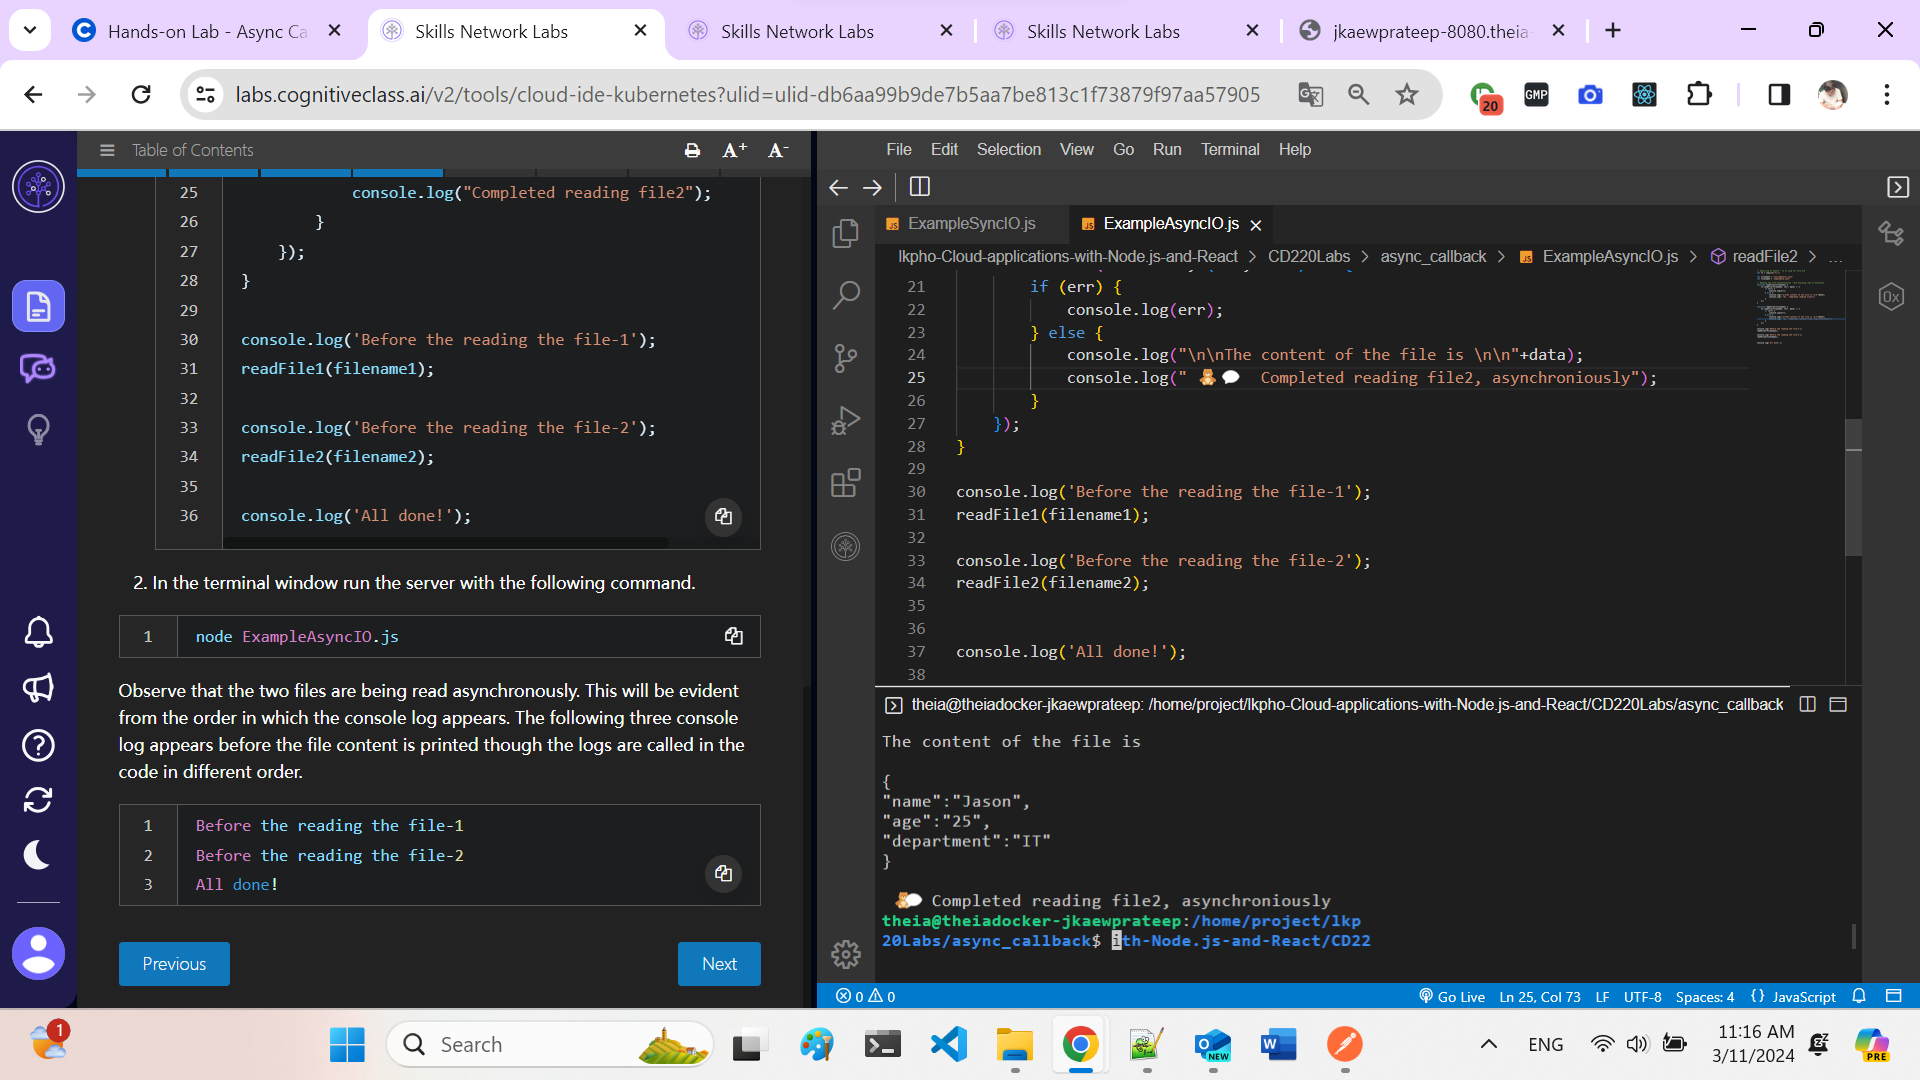 Hands-on Lab - Async Ca
Skills Network Labs
Skills Network Labs
Skills Network Labs
jkaewprateep-8080.theia-
labs.cognitiveclass.ai/v2/tools/cloud-ide-kubernetes?ulid=ulid-db6aa99b9de7b5aa7be813c1f73879f97aa57905
20
GMP
Table of Contents
A+ A-
25 console.log("Completed reading file2");
26 }
27 });
28 }
29
30 console.log('Before the reading the file-1');
31 readFile1(filename1);
32
33 console.log('Before the reading the file-2');
34 readFile2(filename2);
35
36 console.log('All done!');
2. In the terminal window run the server with the following command.
1 node ExampleAsyncIO.js
Observe that the two files are being read asynchronously. This will be evident
from the order in which the console log appears. The following three console
log appears before the file content is printed though the logs are called in the
code in different order.
1 Before the reading the file-1
2 Before the reading the file-2
3 All done!
Previous
Next
File Edit Selection View Go Run Terminal Help
ExampleSyncIO.js
ExampleAsyncIO.js
lkpho-Cloud-applications-with-Node.js-and-React > CD220Labs > async_callback > ExampleAsyncIO.js > readFile2 > ...
21 if (err) {
22 console.log(err);
23 } else {
24 console.log("\n\nThe content of the file is \n\n"+data);
25 console.log(" 🧸💬  Completed reading file2, asynchroniously");
26 }
27 });
28 }
29
30 console.log('Before the reading the file-1');
31 readFile1(filename1);
32
33 console.log('Before the reading the file-2');
34 readFile2(filename2);
35
36
37 console.log('All done!');
38
theia@theiadocker-jkaewprateep: /home/project/lkpho-Cloud-applications-with-Node.js-and-React/CD220Labs/async_callback
The content of the file is
{
"name":"Jason",
"age":"25",
"department":"IT"
}
🧸💬 Completed reading file2, asynchroniously
theia@theiadocker-jkaewprateep:/home/project/lkp
20Labs/async_callback$ ith-Node.js-and-React/CD22
0 0
Go Live Ln 25, Col 73 LF UTF-8 Spaces: 4 {} JavaScript
1
Search
NEW
W
ENG
11:16 AM
3/11/2024
PRE